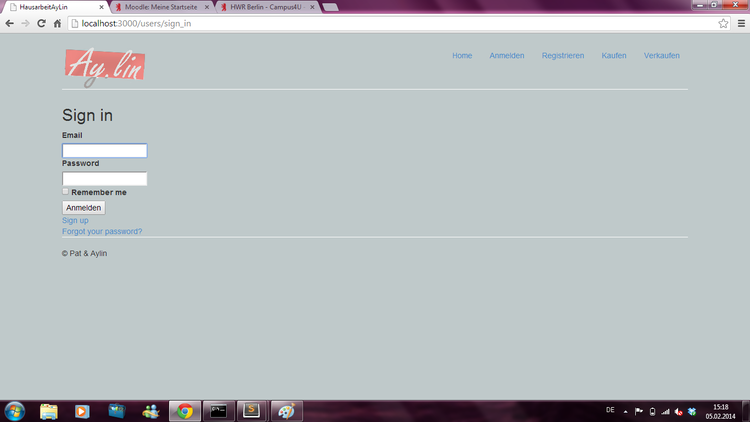 HausarbeitAyLin
Moodle: Meine Startseite
HWR Berlin - Campus4U -
localhost:3000/users/sign_in
Ay.lin
Home Anmelden Registrieren Kaufen Verkaufen
Sign in
Email
Password
Remember me
Anmelden
Sign up
Forgot your password?
© Pat & Aylin
DE
15:18
05.02.2014